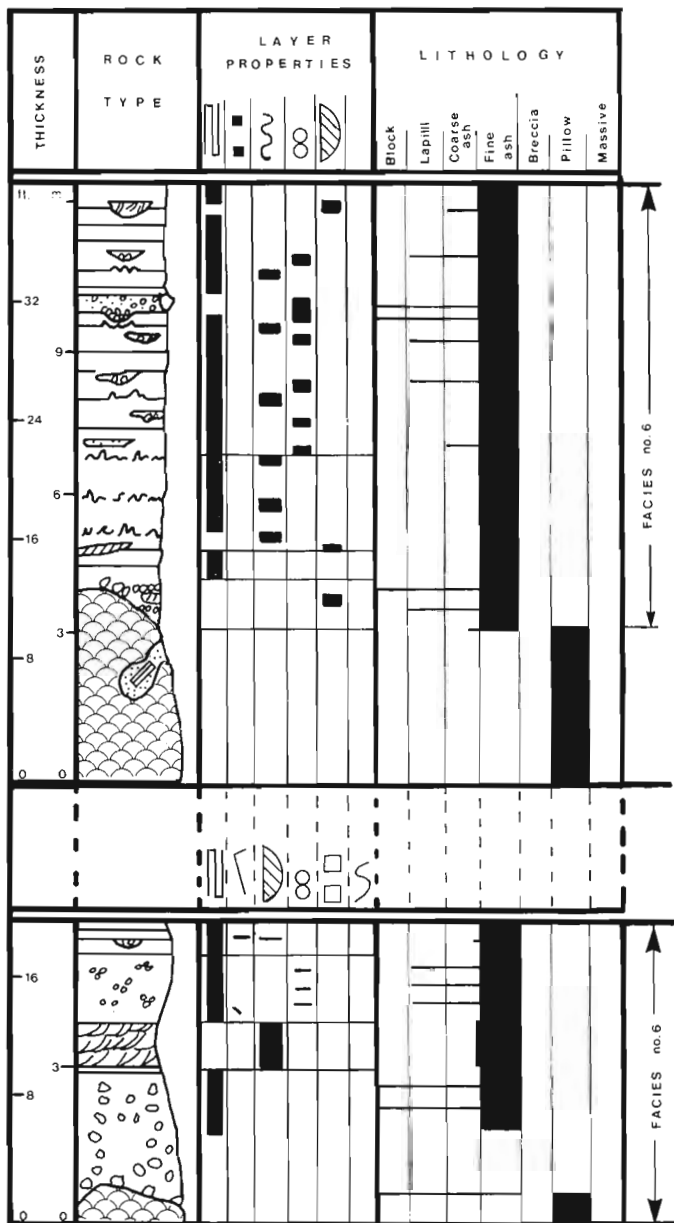 THICKNESS
ROCK
TYPE
LAYER
PROPERTIES
LITHOLOGY
Block
Lapilli
Coarse
ash
Fine
ash
Breccia
Pillow
Massive
ft. m
32
9
24
6
16
3
8
0 0
FACIES no. 6
16
3
8
0 0
FACIES no. 6